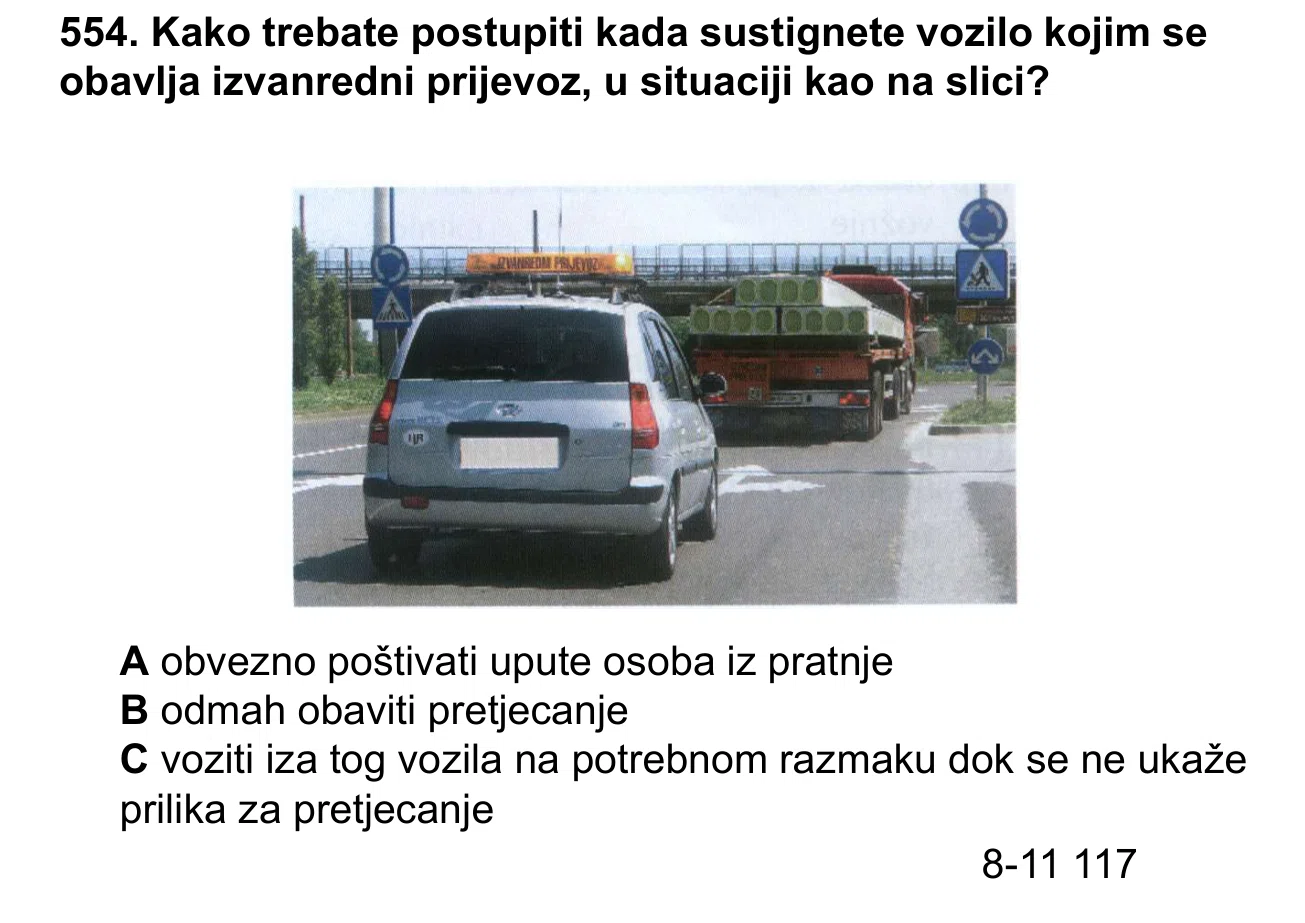 554. Kako trebate postupiti kada sustignete vozilo kojim se
obavlja izvanredni prijevoz, u situaciji kao na slici?
IZVANREDNI PRIJEVOZ
HR
A obvezno poštivati upute osoba iz pratnje
B odmah obaviti pretjecanje
C voziti iza tog vozila na potrebnom razmaku dok se ne ukaže
prilika za pretjecanje
8-11 117